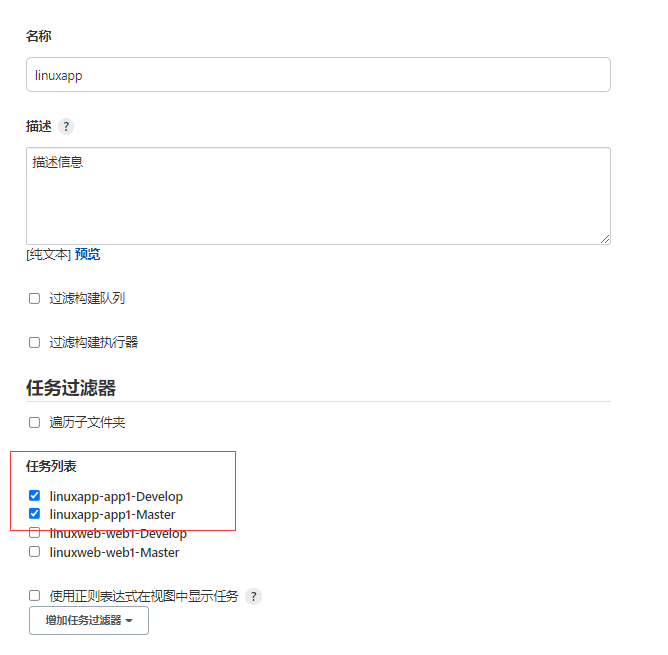 名称
linuxapp
描述 ?
描述信息
[纯文本] 预览
过滤构建队列
过滤构建执行器
任务过滤器
遍历子文件夹
任务列表
linuxapp-app1-Develop
linuxapp-app1-Master
linuxweb-web1-Develop
linuxweb-web1-Master
使用正则表达式在视图中显示任务 ?
增加任务过滤器